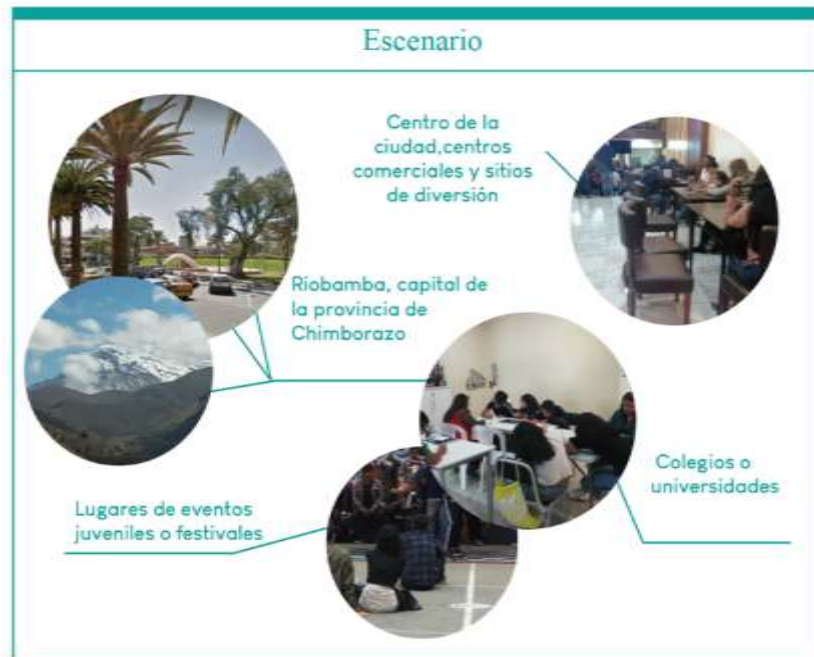 Escenario
Centro de la
ciudad,centros
comerciales y sitios
de diversión
Riobamba, capital de
la provincia de
Chimborazo
Colegios o
universidades
Lugares de eventos
juveniles o festivales